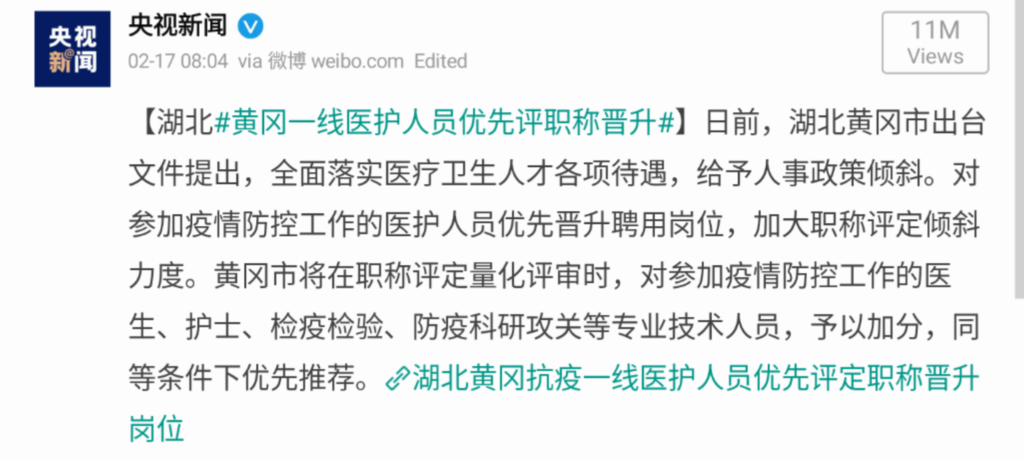 央视
新闻
央视新闻
11M
Views
02-17 08:04 via 微博 weibo.com Edited
【湖北#黄冈一线医护人员优先评职称晋升#】日前，湖北黄冈市出台
文件提出，全面落实医疗卫生人才各项待遇，给予人事政策倾斜。对
参加疫情防控工作的医护人员优先晋升聘用岗位，加大职称评定倾斜
力度。黄冈市将在职称评定量化评审时，对参加疫情防控工作的医
生、护士、检疫检验、防疫科研攻关等专业技术人员，予以加分，同
等条件下优先推荐。湖北黄冈抗疫一线医护人员优先评定职称晋升
岗位